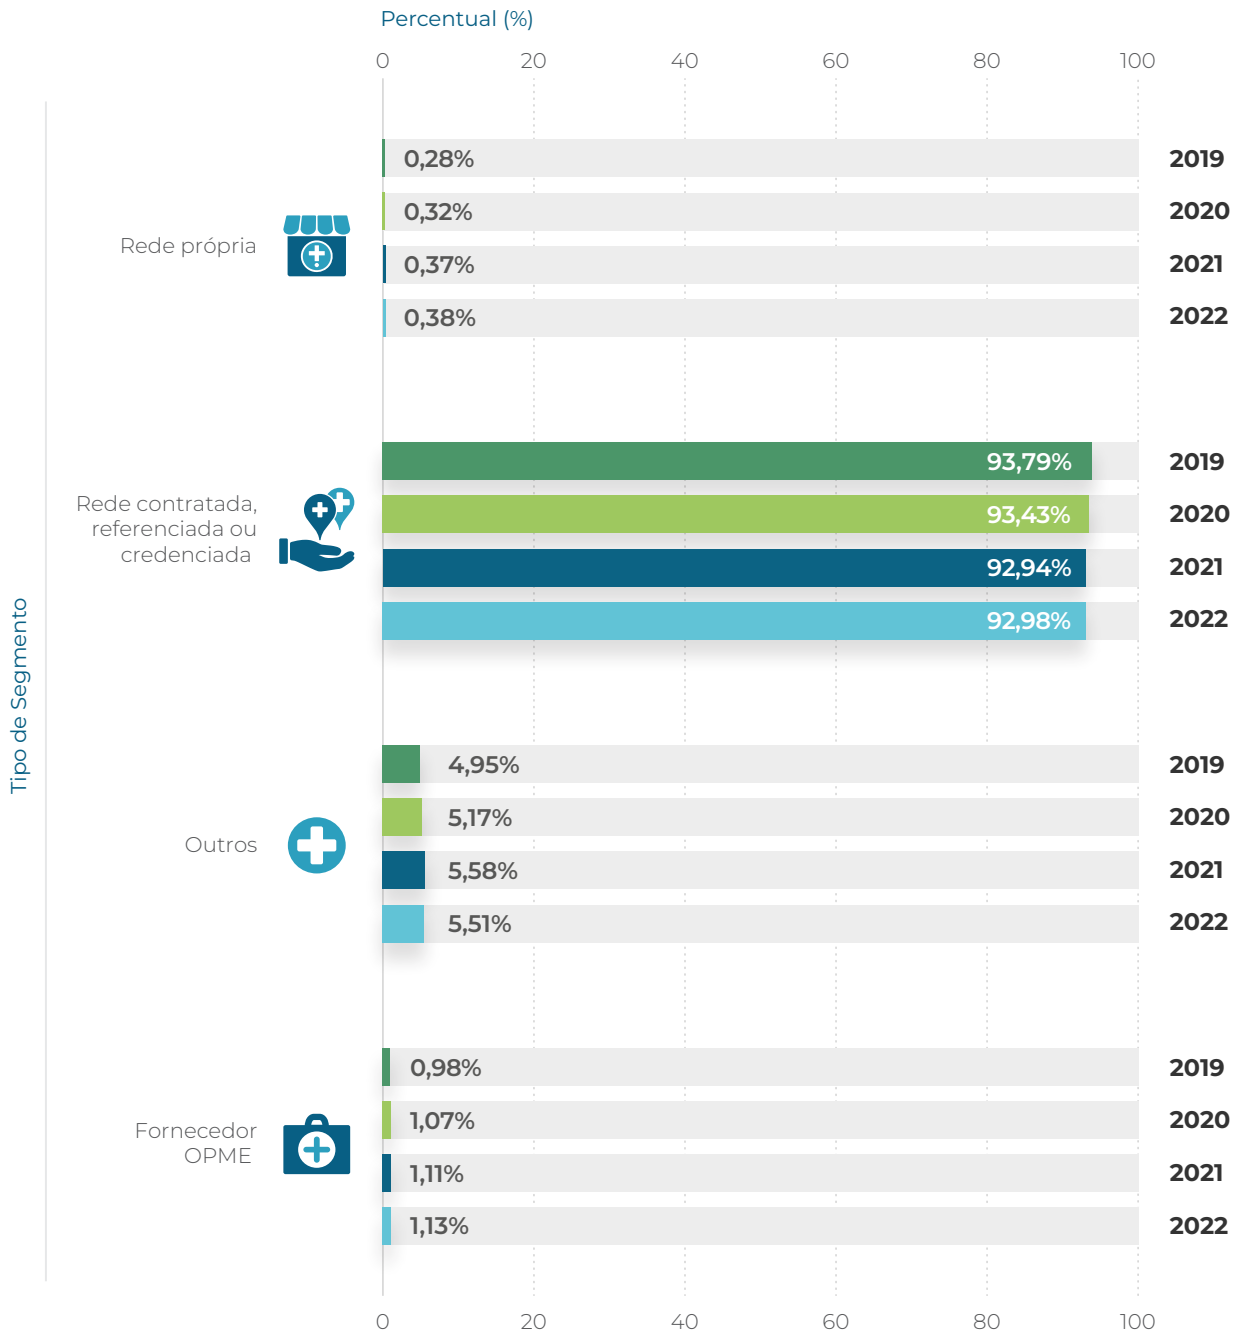 Percentual (%)
0 20 40 60 80 100
Tipo de Segmento
Rede própria
0,28% 2019
0,32% 2020
0,37% 2021
0,38% 2022
Rede contratada,
referenciada ou
credenciada
93,79% 2019
93,43% 2020
92,94% 2021
92,98% 2022
Outros
4,95% 2019
5,17% 2020
5,58% 2021
5,51% 2022
Fornecedor
OPME
0,98% 2019
1,07% 2020
1,11% 2021
1,13% 2022
0 20 40 60 80 100